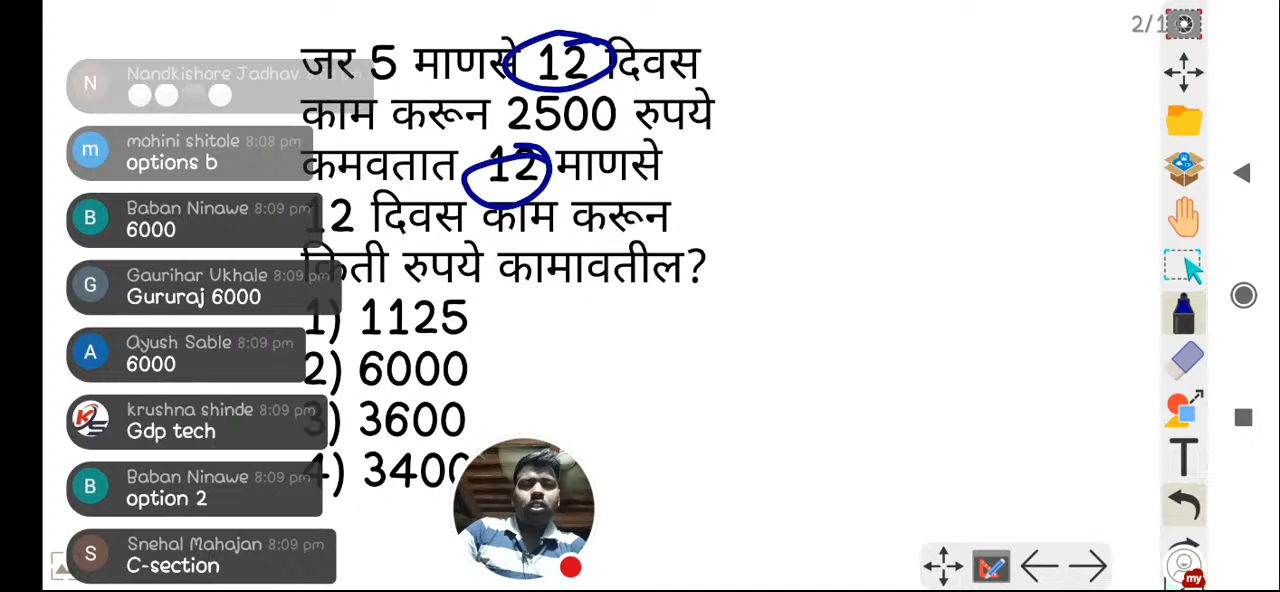 2/1
जर 5 माणसे 12 दिवस
काम करून 2500 रुपये
कमवतात 12 माणसे
12 दिवस काम करून
किती रुपये कामावतील?
1) 1125
2) 6000
3) 3600
4) 3400
N
Nandkishore Jadhav
m
mohini shitole 8:08 pm
options b
B
Baban Ninawe 8:09 pm
6000
G
Gaurihar Ukhale 8:09 pm
Gururaj 6000
A
Ayush Sable 8:09 pm
6000
krushna shinde 8:09 pm
Gdp tech
B
Baban Ninawe 8:09 pm
option 2
S
Snehal Mahajan 8:09 pm
C-section
T
my